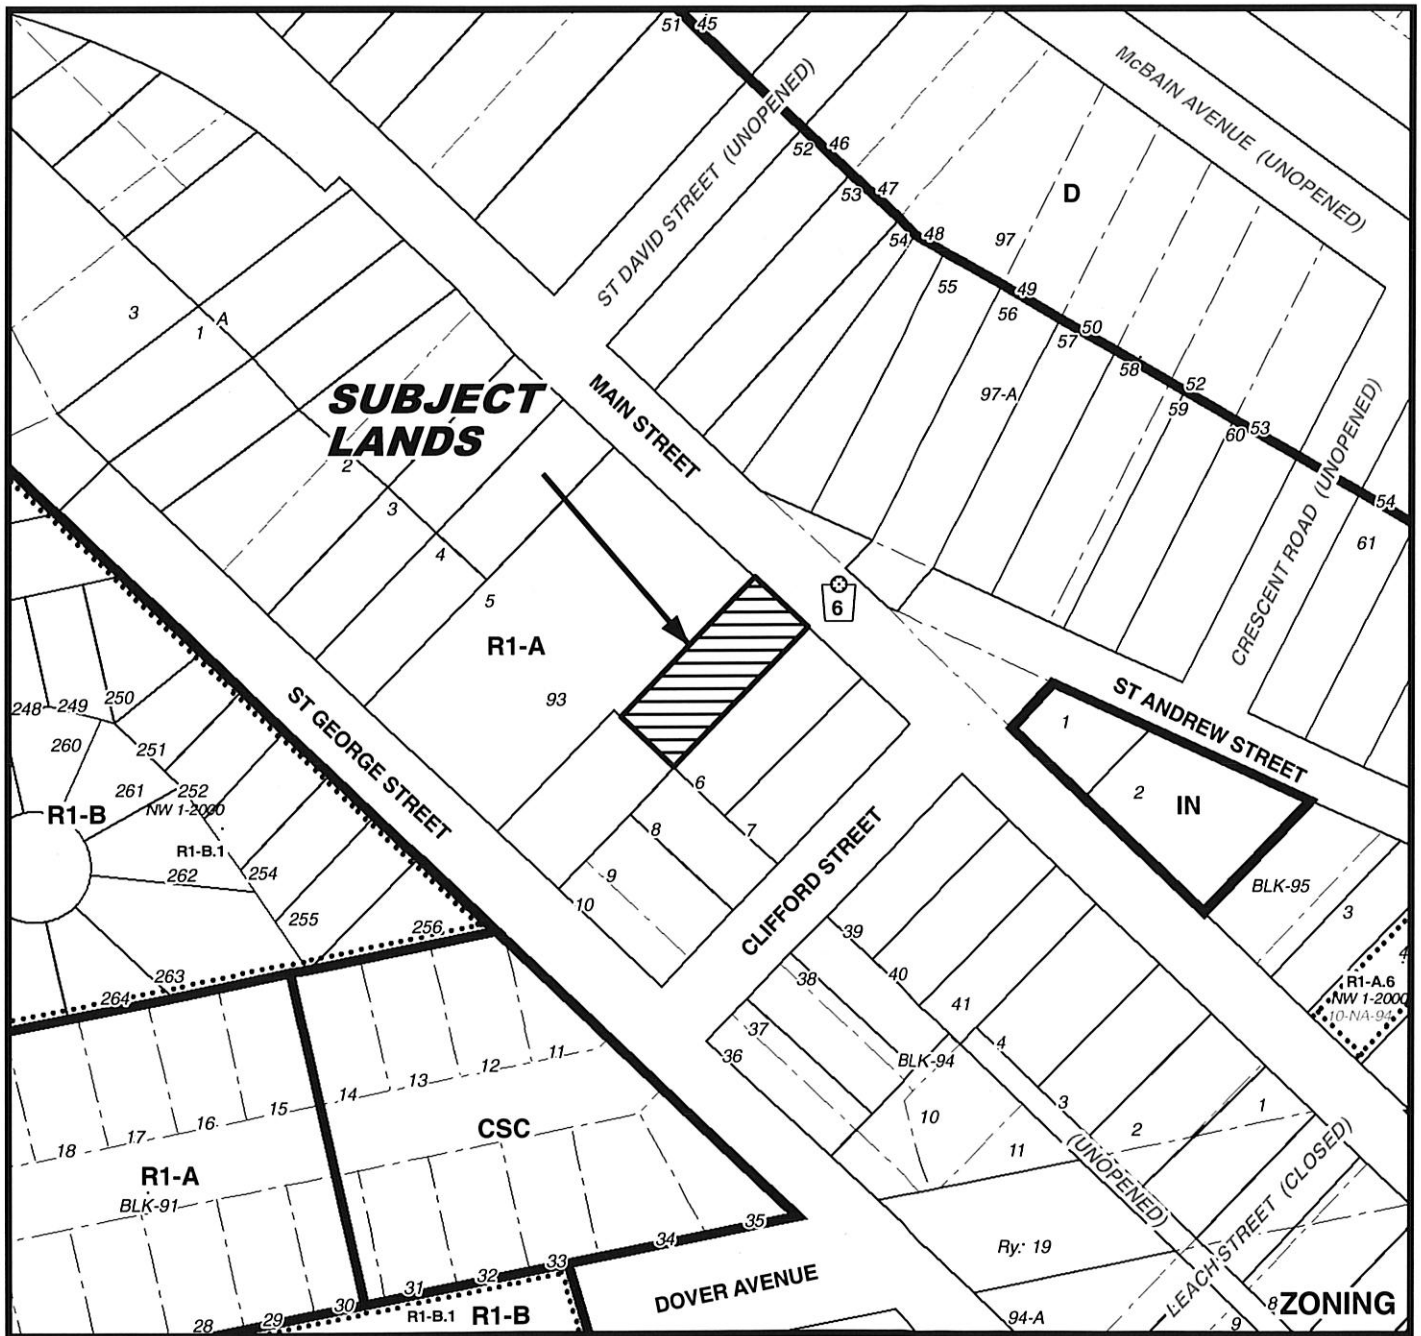 51 45
ST DAVID STREET (UNOPENED)
McBAIN AVENUE (UNOPENED)
52 46
53 47
D
54 48
97
55
49
56
50
57
58
52
59
60 53
54
61
97-A
CRESCENT ROAD (UNOPENED)
3
1 A
SUBJECT
LANDS
2
3
4
5
MAIN STREET
R1-A
93
6
ST ANDREW STREET
1
2
IN
BLK-95
3
4
R1-A.6
NW 1-2000
10-NA-94
248 249 250
260
251
261 252
NW 1-2000
R1-B
R1-B.1
262 254
255
256
263
264
ST GEORGE STREET
6
7
8
9
10
CLIFFORD STREET
39
38 40
41
37
36
BLK-94
4
10
3
11
2
1
(UNOPENED)
LEACH STREET (CLOSED)
11
12
13
14
15
16
17
18
CSC
R1-A
BLK-91
35
34
33
32
31
30
29
28
R1-B.1 R1-B
DOVER AVENUE
Ry: 19
94-A
8
9
ZONING